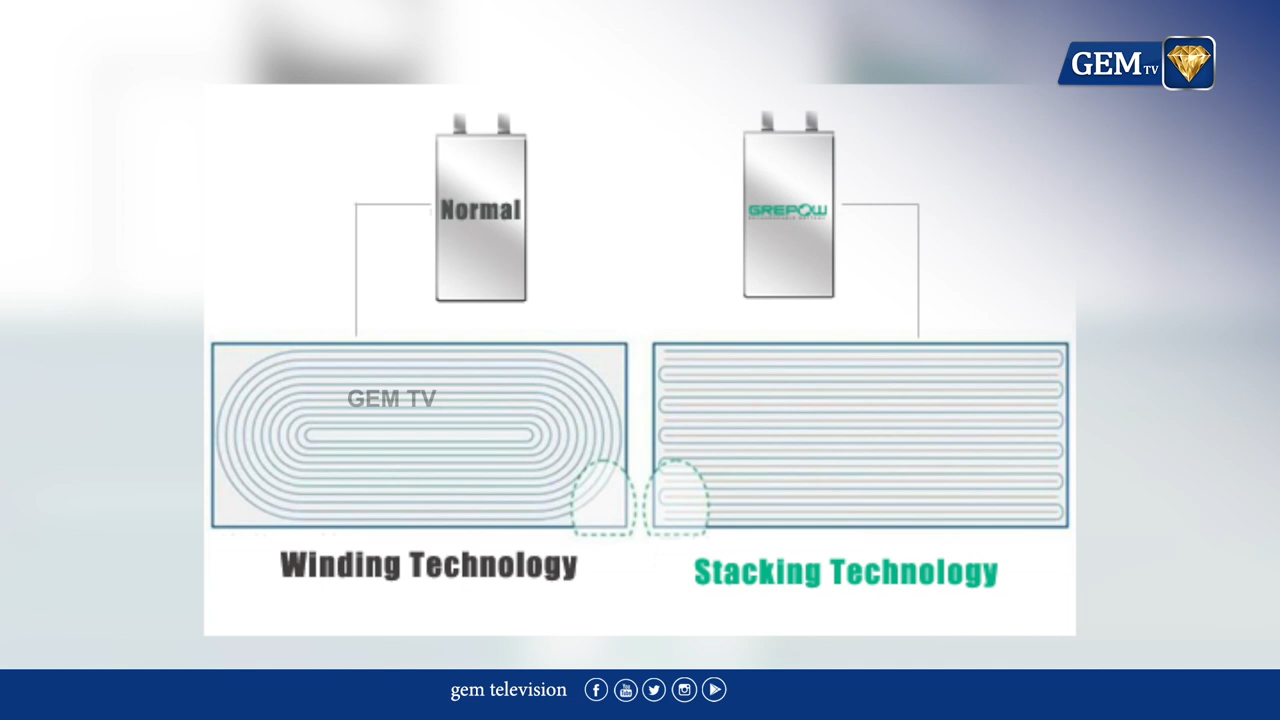 GEM TV
Normal
GREPOW
GEM TV
Winding Technology
Stacking Technology
gem television